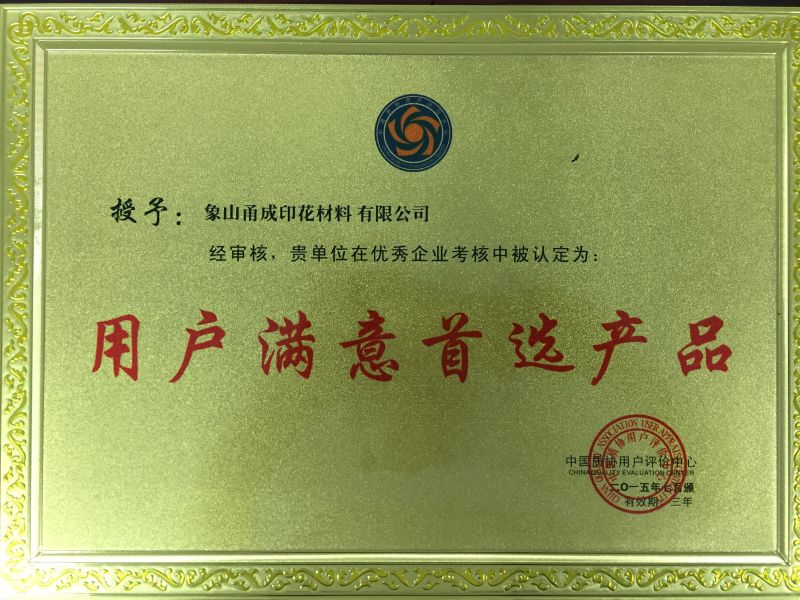 授予：象山甬成印花材料有限公司
经审核，贵单位在优秀企业考核中被认定为：
用户满意首选产品
中国质协用户评价中心
CHINA QUALITY EVALUATION CENTER
二〇一五年七月颁
有效期 三年